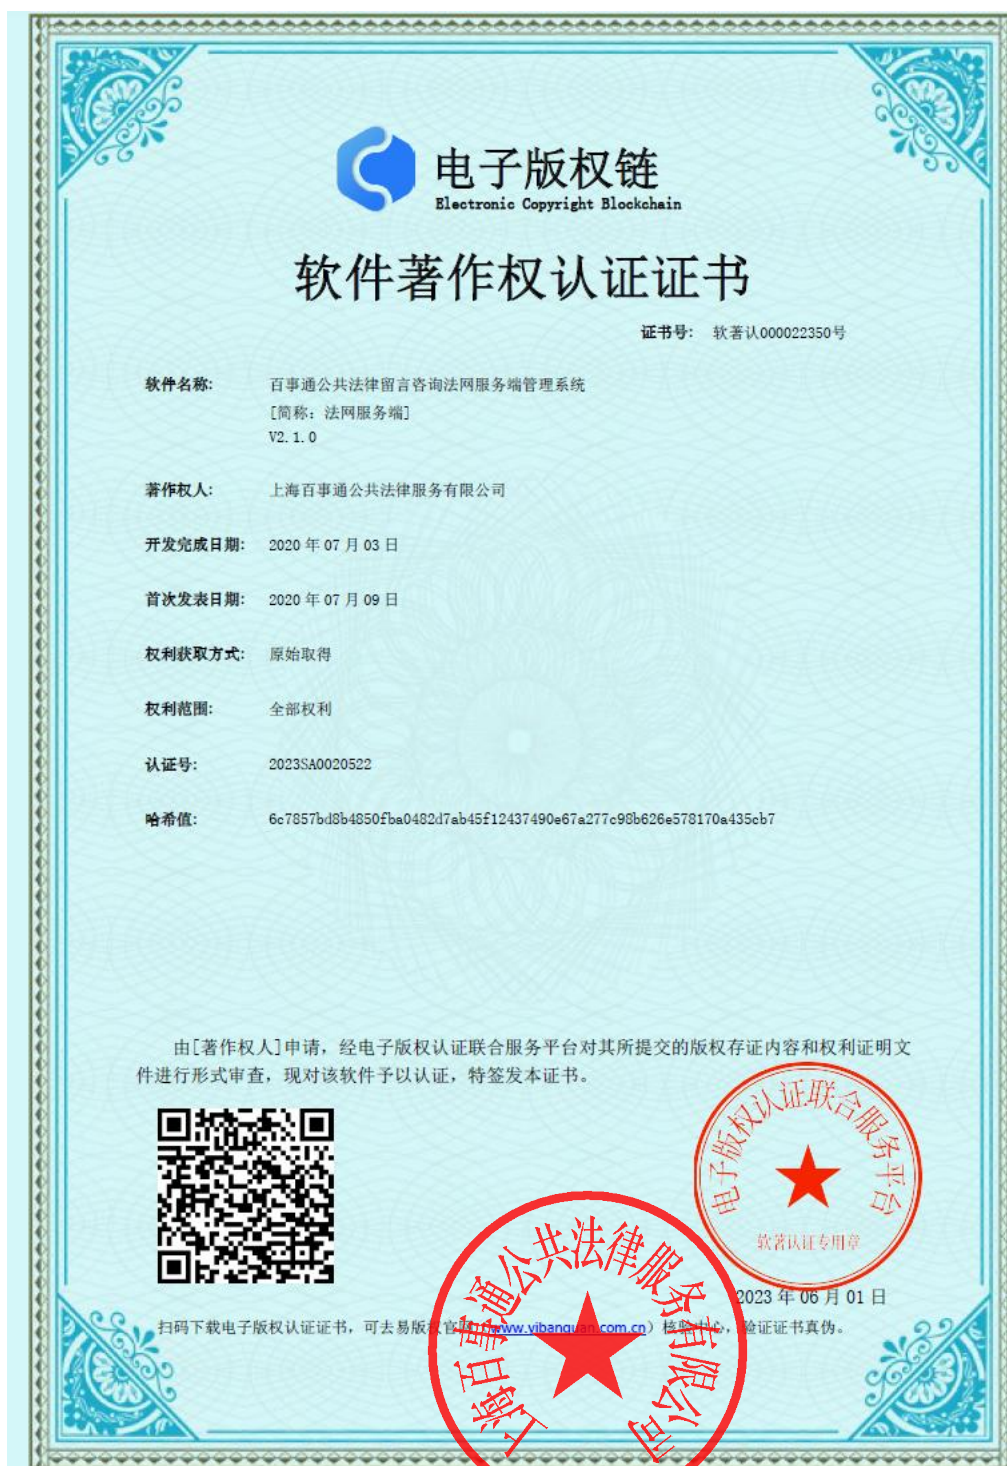 电子版权链
Electronic Copyright Blockchain
软件著作权认证证书
证书号： 软著认000022350号
软件名称： 百事通公共法律留言咨询法网服务端管理系统
[简称：法网服务端]
V2.1.0
著作权人： 上海百事通公共法律服务有限公司
开发完成日期： 2020 年 07 月 03 日
首次发表日期： 2020 年 07 月 09 日
权利获取方式： 原始取得
权利范围： 全部权利
认证号： 2023SA0020522
哈希值： 6c7857bd8b4850fba0482d7ab45f12437490e67a277c98b626e578170a435cb7
由[著作权人]申请，经电子版权认证联合服务平台对其所提交的版权存证内容和权利证明文
件进行形式审查，现对该软件予以认证，特签发本证书。
电子版权认证联合服务平台
软著认证专用章
2023 年 06 月 01 日
扫码下载电子版权认证证书，可去易版权官网（www.yibanquan.com.cn）核验中心，验证证书真伪。
上海百事通公共法律服务有限公司